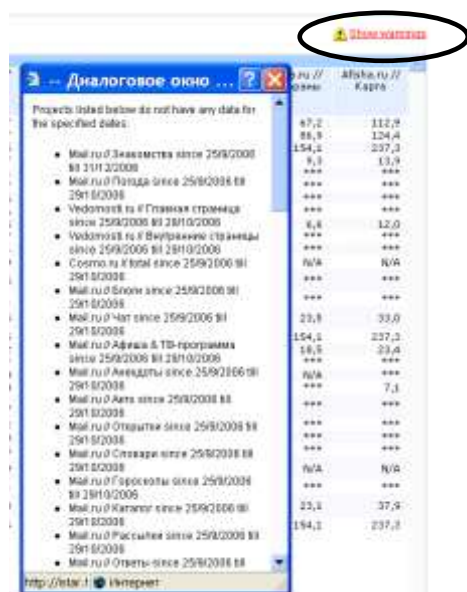 Show warnings
-- Диалоговое окно ...
Projects listed below do not have any data for
the specified dates:
Mail.ru // Знакомства since 25/9/2006
till 31/12/2006
Mail.ru // Погода since 25/9/2006 till
29/10/2006
Vedomosti.ru // Главная страница
since 25/9/2006 till 29/10/2006
Vedomosti.ru // Внутренние страницы
since 25/9/2006 till 29/10/2006
Cosmo.ru // total since 25/9/2006 till
29/10/2006
Mail.ru // Блоги since 25/9/2006 till
29/10/2006
Mail.ru // Чат since 25/9/2006 till
29/10/2006
Mail.ru // Афиша & ТВ-программа
since 25/9/2006 till 29/10/2006
Mail.ru // Анекдоты since 25/9/2006 till
29/10/2006
Mail.ru // Авто since 25/9/2006 till
29/10/2006
Mail.ru // Открытки since 25/9/2006 till
29/10/2006
Mail.ru // Словари since 25/9/2006 till
29/10/2006
Mail.ru // Гороскопы since 25/9/2006
till 29/10/2006
Mail.ru // Каталог since 25/9/2006 till
29/10/2006
Mail.ru // Рассылки since 25/9/2006 till
29/10/2006
Mail.ru // Ответы since 25/9/2006 till
Интернет
Afisha.ru //
Карта
67,2 112,9
86,9 124,4
154,1 237,3
9,3 13,9
*** ***
*** ***
*** ***
6,6 12,0
*** ***
N/A N/A
*** ***
*** ***
23,8 33,0
154,1 237,3
18,5 23,4
*** ***
N/A ***
*** 7,1
*** ***
*** ***
*** ***
*** ***
N/A N/A
*** ***
23,1 37,9
154,1 237,3